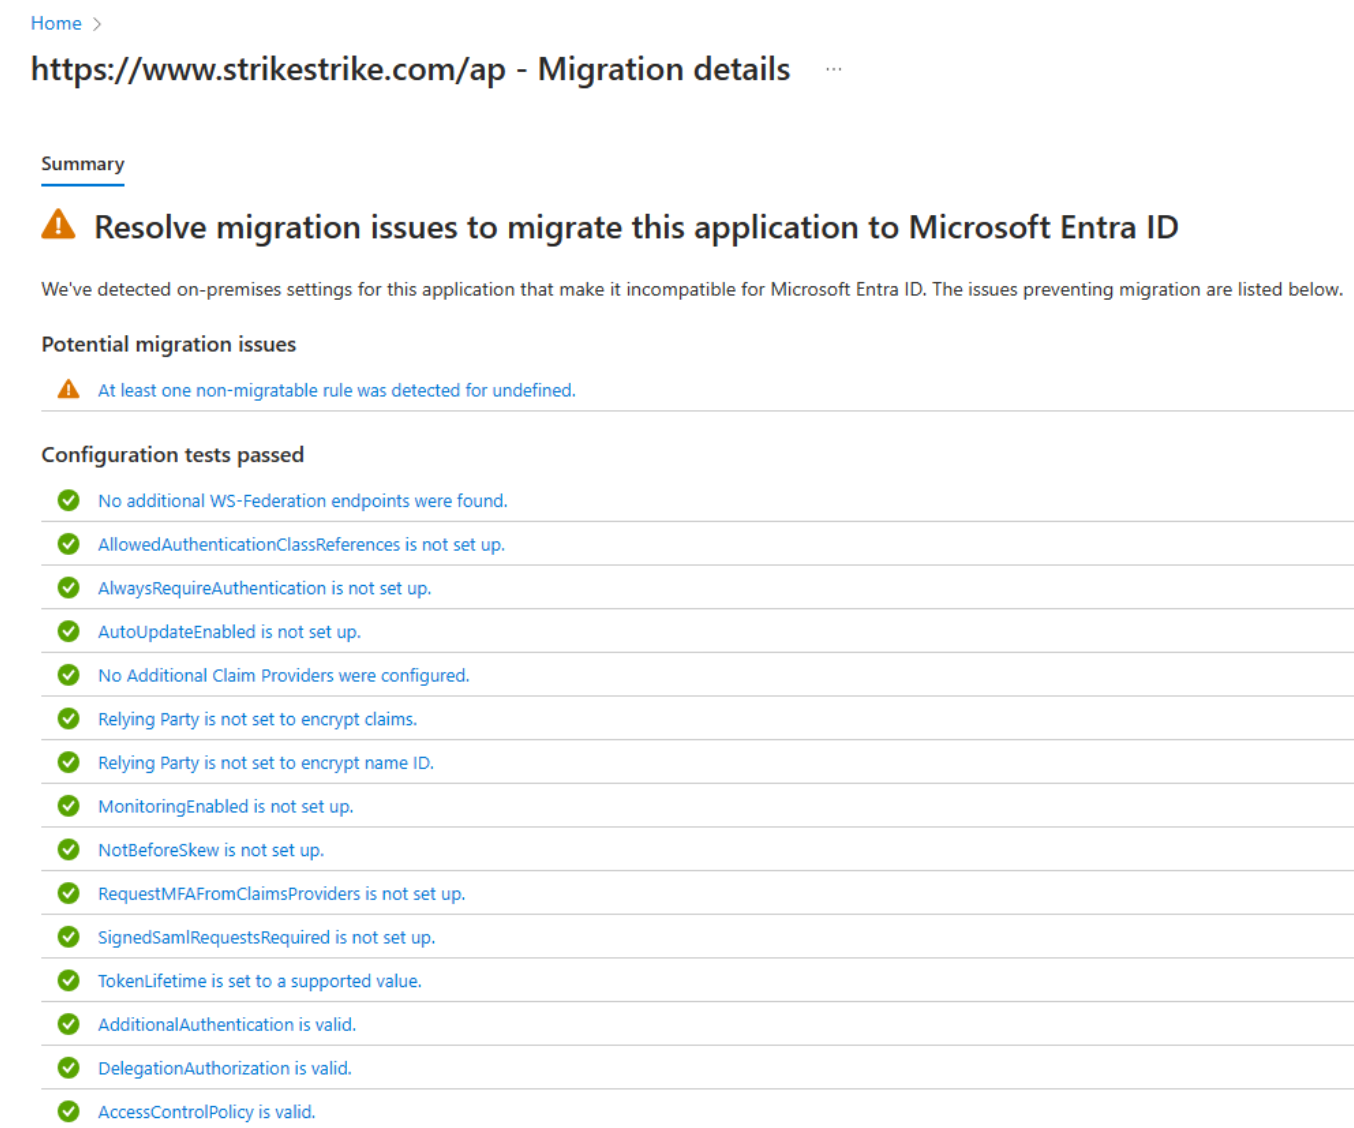 Home >
https://www.strikestrike.com/ap - Migration details ...
Summary
Resolve migration issues to migrate this application to Microsoft Entra ID
We've detected on-premises settings for this application that make it incompatible for Microsoft Entra ID. The issues preventing migration are listed below.
Potential migration issues
At least one non-migratable rule was detected for undefined.
Configuration tests passed
No additional WS-Federation endpoints were found.
AllowedAuthenticationClassReferences is not set up.
AlwaysRequireAuthentication is not set up.
AutoUpdateEnabled is not set up.
No Additional Claim Providers were configured.
Relying Party is not set to encrypt claims.
Relying Party is not set to encrypt name ID.
MonitoringEnabled is not set up.
NotBeforeSkew is not set up.
RequestMFAFromClaimsProviders is not set up.
SignedSamlRequestsRequired is not set up.
TokenLifetime is set to a supported value.
AdditionalAuthentication is valid.
DelegationAuthorization is valid.
AccessControlPolicy is valid.